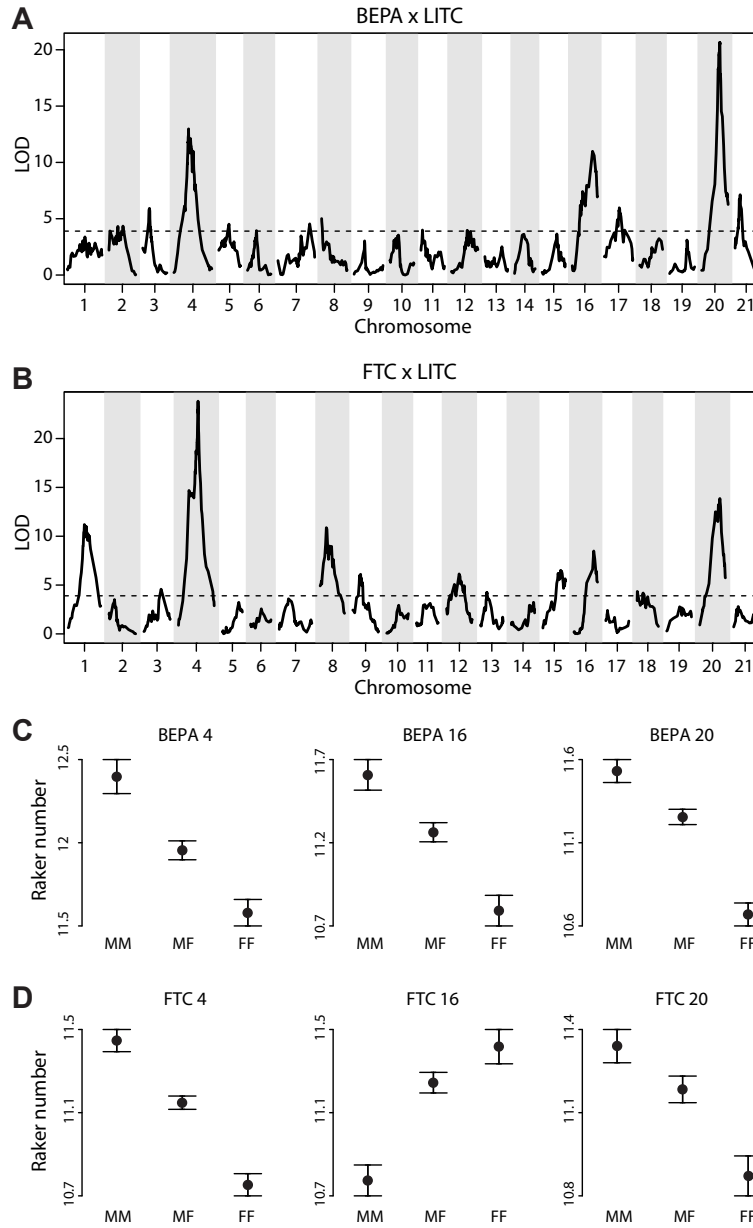 A
BEPA x LITC
20
15
10
5
0
LOD
1 2 3 4 5 6 7 8 9 10 11 12 13 14 15 16 17 18 19 20 21
Chromosome
B
FTC x LITC
20
15
10
5
0
LOD
1 2 3 4 5 6 7 8 9 10 11 12 13 14 15 16 17 18 19 20 21
Chromosome
C
BEPA 4
Raker number
12.5
12
11.5
MM MF FF
BEPA 16
11.7
11.2
10.7
MM MF FF
BEPA 20
11.6
11.1
10.6
MM MF FF
D
FTC 4
Raker number
11.5
11.1
10.7
MM MF FF
FTC 16
11.5
11.1
10.7
MM MF FF
FTC 20
11.4
11.1
10.8
MM MF FF